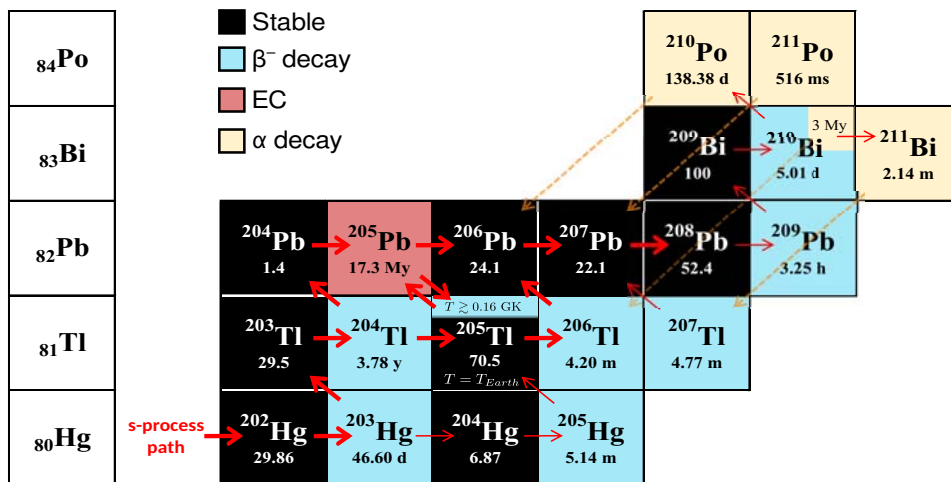 Stable
β⁻ decay
EC
α decay
₈₄Po
²¹⁰Po
138.38 d
²¹¹Po
516 ms
₈₃Bi
²⁰⁹Bi
100
²¹⁰Bi
5.01 d
3 My
²¹¹Bi
2.14 m
₈₂Pb
²⁰⁴Pb
1.4
²⁰⁵Pb
17.3 My
²⁰⁶Pb
24.1
²⁰⁷Pb
22.1
²⁰⁸Pb
52.4
²⁰⁹Pb
3.25 h
₈₁Tl
²⁰³Tl
29.5
²⁰⁴Tl
3.78 y
T ≳ 0.16 GK
²⁰⁵Tl
70.5
T = T_Earth
²⁰⁶Tl
4.20 m
²⁰⁷Tl
4.77 m
₈₀Hg
s-process
path
²⁰²Hg
29.86
²⁰³Hg
46.60 d
²⁰⁴Hg
6.87
²⁰⁵Hg
5.14 m